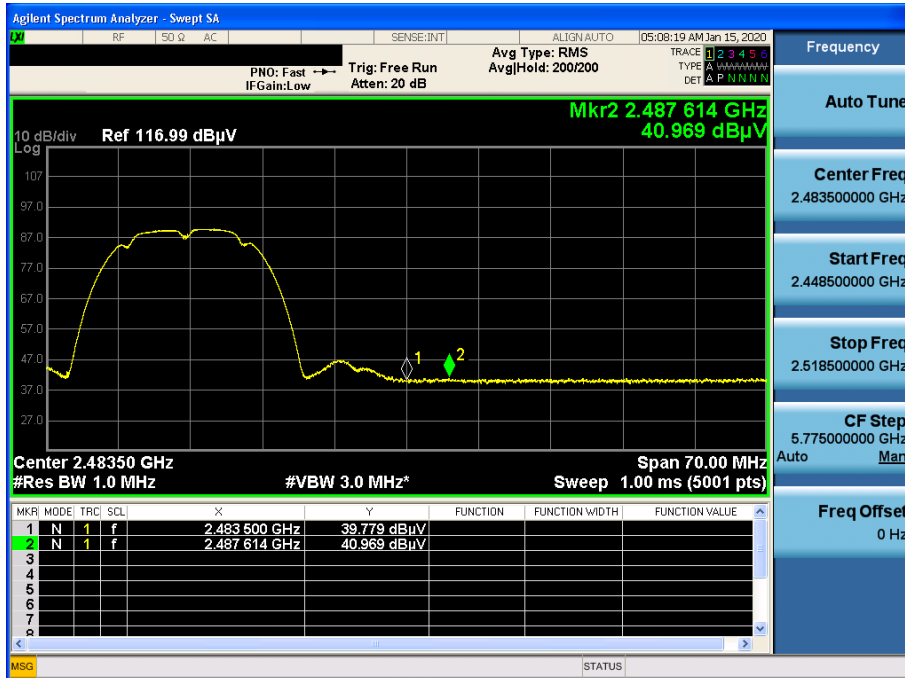 Agilent Spectrum Analyzer - Swept SA
LXI RF 50 Ω AC SENSE:INT ALIGNAUTO 05:08:19 AM Jan 15, 2020
PNO: Fast Trig: Free Run Avg Type: RMS TRACE 1 2 3 4 5 6
IFGain:Low Atten: 20 dB Avg|Hold: 200/200 TYPE A WWWWW
DET A P N N N N
Mkr2 2.487 614 GHz
40.969 dBµV
10 dB/div Ref 116.99 dBµV
Log
107
97.0
87.0
77.0
67.0
57.0
47.0
37.0
27.0
1
2
Center 2.48350 GHz Span 70.00 MHz
#Res BW 1.0 MHz #VBW 3.0 MHz* Sweep 1.00 ms (5001 pts)
MKR MODE TRC SCL X Y FUNCTION FUNCTION WIDTH FUNCTION VALUE
1 N 1 f 2.483 500 GHz 39.779 dBµV
2 N 1 f 2.487 614 GHz 40.969 dBµV
3
4
5
6
7
8
MSG STATUS
Frequency
Auto Tune
Center Freq
2.483500000 GHz
Start Freq
2.448500000 GHz
Stop Freq
2.518500000 GHz
CF Step
5.775000000 GHz
Auto Man
Freq Offset
0 Hz